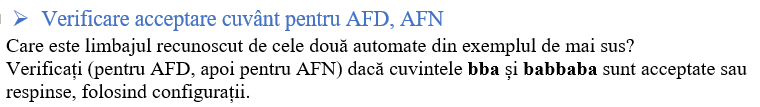 ➢ Verificare acceptare cuvânt pentru AFD, AFN
Care este limbajul recunoscut de cele două automate din exemplul de mai sus?
Verificați (pentru AFD, apoi pentru AFN) dacă cuvintele bba și babbaba sunt acceptate sau
respinse, folosind configurații.